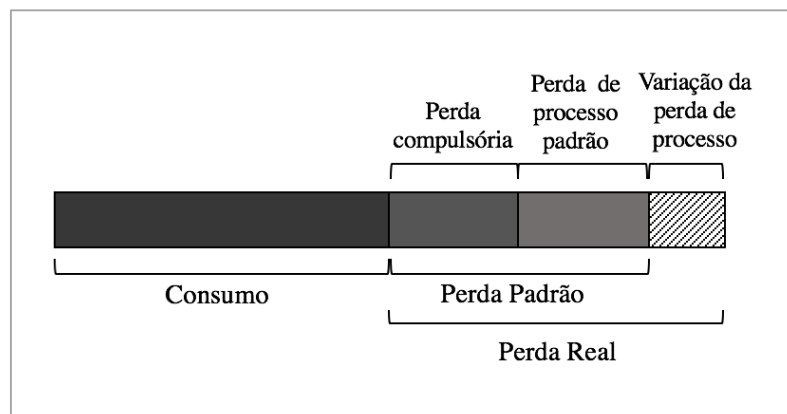 Perda
compulsória
Perda de
processo
padrão
Variação da
perda de
processo
Consumo
Perda Padrão
Perda Real